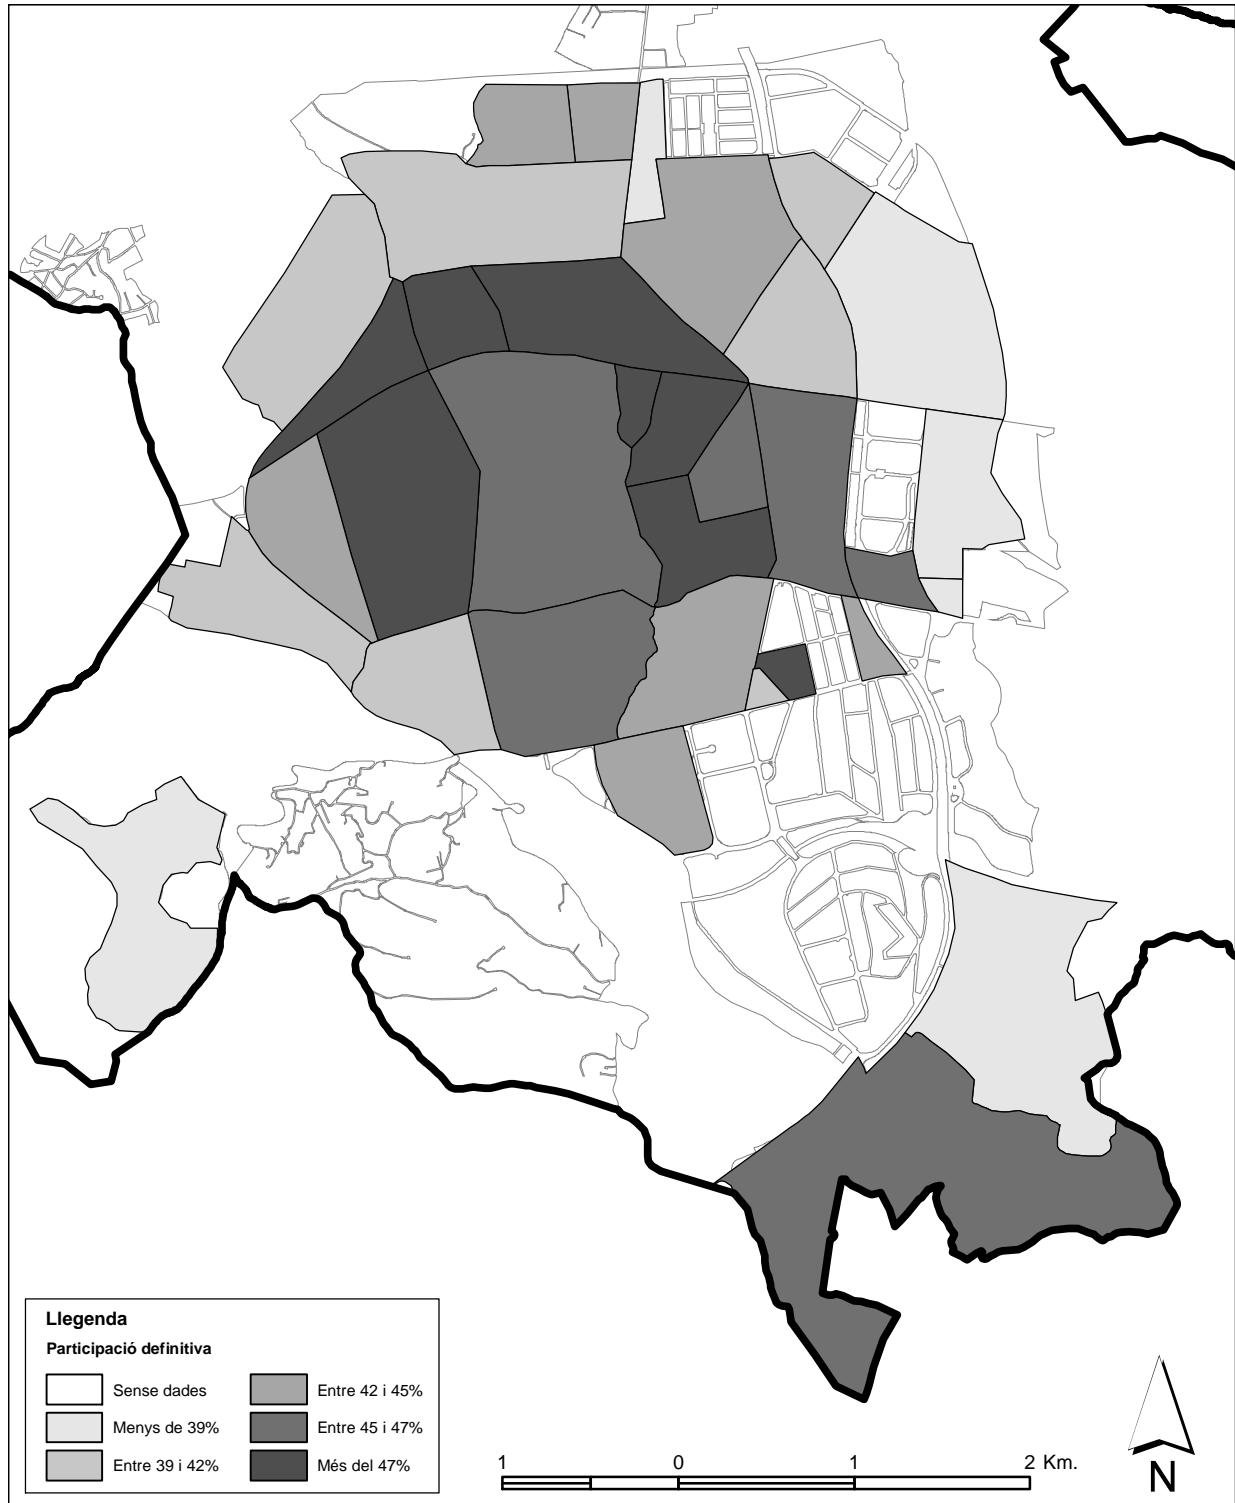 Llegenda
Participació definitiva
Sense dades
Menys de 39%
Entre 39 i 42%
Entre 42 i 45%
Entre 45 i 47%
Més del 47%
1 0 1 2 Km.
N